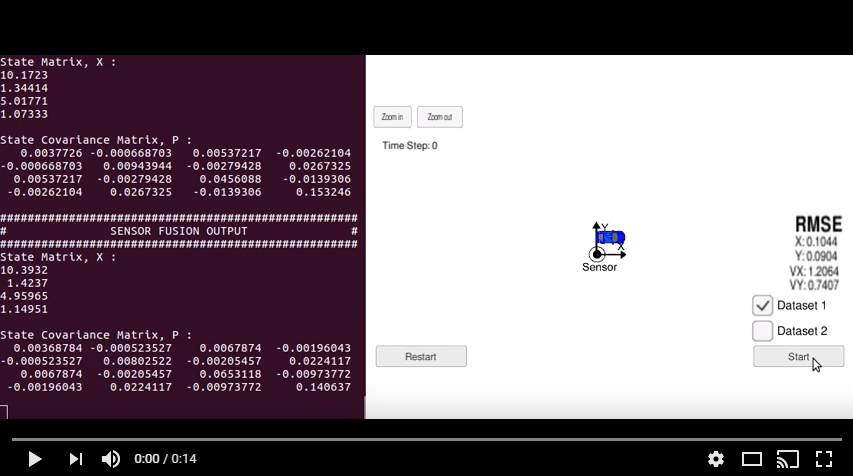 State Matrix, X :
10.1723
1.34414
5.01771
1.07333
State Covariance Matrix, P :
0.0037726 -0.000668703 0.00537217 -0.00262104
-0.000668703 0.00943944 -0.00279428 0.0267325
0.00537217 -0.00279428 0.0456088 -0.0139306
-0.00262104 0.0267325 -0.0139306 0.153246
####################################################
# SENSOR FUSION OUTPUT #
####################################################
State Matrix, X :
10.3932
1.4237
4.95965
1.14951
State Covariance Matrix, P :
0.00368784 -0.000523527 0.0067874 -0.00196043
-0.000523527 0.00802522 -0.00205457 0.0224117
0.0067874 -0.00205457 0.0653118 -0.00973772
-0.00196043 0.0224117 -0.00973772 0.140637
Zoom in Zoom out
Time Step: 0
Y
X
Sensor
RMSE
X: 0.1044
Y: 0.0904
VX: 1.2064
VY: 0.7407
Dataset 1
Dataset 2
Restart
Start
0:00 / 0:14